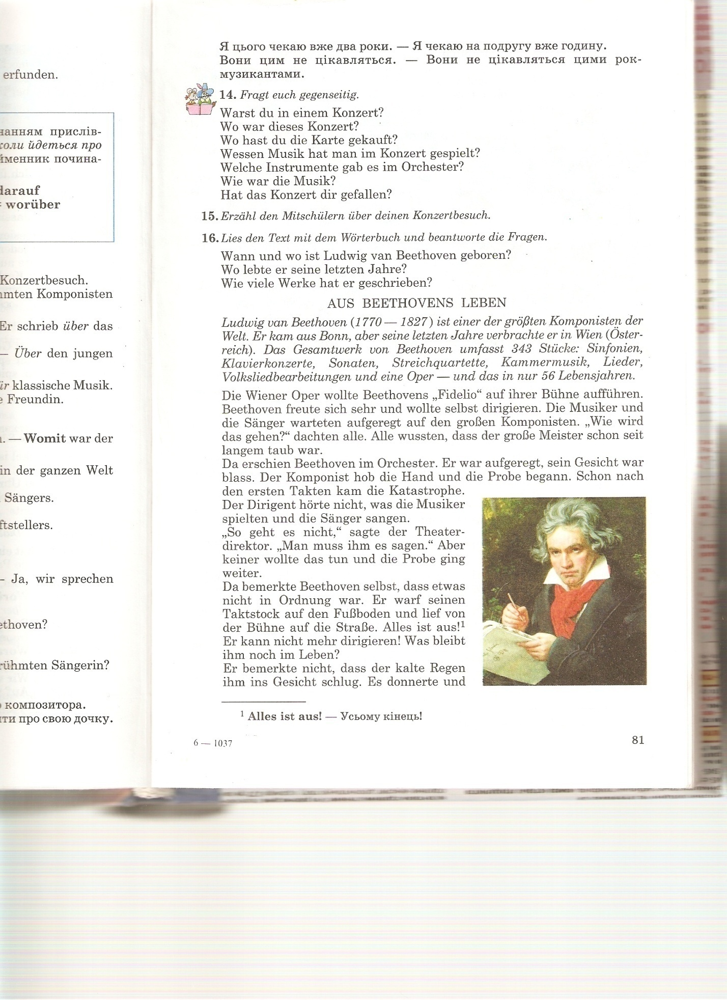 erfunden.
прислів-
коли йдеться про
почина-
darauf
worüber
Konzertbesuch.
Komponisten
Er schrieb über das
— Über den jungen
klassische Musik.
Freundin.
— Womit war der
in der ganzen Welt
Sängers.
– Ja, wir sprechen
Sängerin?
композитора.
про свою дочку.
Я цього чекаю вже два роки. — Я чекаю на подругу вже годину.
Вони цим не цікавляться. — Вони не цікавляться цими рок-
музикантами.
14. Fragt euch gegenseitig.
Warst du in einem Konzert?
Wo war dieses Konzert?
Wo hast du die Karte gekauft?
Wessen Musik hat man im Konzert gespielt?
Welche Instrumente gab es im Orchester?
Wie war die Musik?
Hat das Konzert dir gefallen?
15. Erzähl den Mitschülern über deinen Konzertbesuch.
16. Lies den Text mit dem Wörterbuch und beantworte die Fragen.
Wann und wo ist Ludwig van Beethoven geboren?
Wo lebte er seine letzten Jahre?
Wie viele Werke hat er geschrieben?
AUS BEETHOVENS LEBEN
Ludwig van Beethoven (1770 — 1827) ist einer der größten Komponisten der
Welt. Er kam aus Bonn, aber seine letzten Jahre verbrachte er in Wien (Öster-
reich). Das Gesamtwerk von Beethoven umfasst 343 Stücke: Sinfonien,
Klavierkonzerte, Sonaten, Streichquartette, Kammermusik, Lieder,
Volksliedbearbeitungen und eine Oper — und das in nur 56 Lebensjahren.
Die Wiener Oper wollte Beethovens „Fidelio“ auf ihrer Bühne aufführen.
Beethoven freute sich sehr und wollte selbst dirigieren. Die Musiker und
die Sänger warteten aufgeregt auf den großen Komponisten. „Wie wird
das gehen?“ dachten alle. Alle wussten, dass der große Meister schon seit
langem taub war.
Da erschien Beethoven im Orchester. Er war aufgeregt, sein Gesicht war
blass. Der Komponist hob die Hand und die Probe begann. Schon nach
den ersten Takten kam die Katastrophe.
Der Dirigent hörte nicht, was die Musiker
spielten und die Sänger sangen.
„So geht es nicht,“ sagte der Theater-
direktor. „Man muss ihm es sagen.“ Aber
keiner wollte das tun und die Probe ging
weiter.
Da bemerkte Beethoven selbst, dass etwas
nicht in Ordnung war. Er warf seinen
Taktstock auf den Fußboden und lief von
der Bühne auf die Straße. Alles ist aus!¹
Er kann nicht mehr dirigieren! Was bleibt
ihm noch im Leben?
Er bemerkte nicht, dass der kalte Regen
ihm ins Gesicht schlug. Es donnerte und
¹ Alles ist aus! — Усьому кінець!
6 — 1037
81